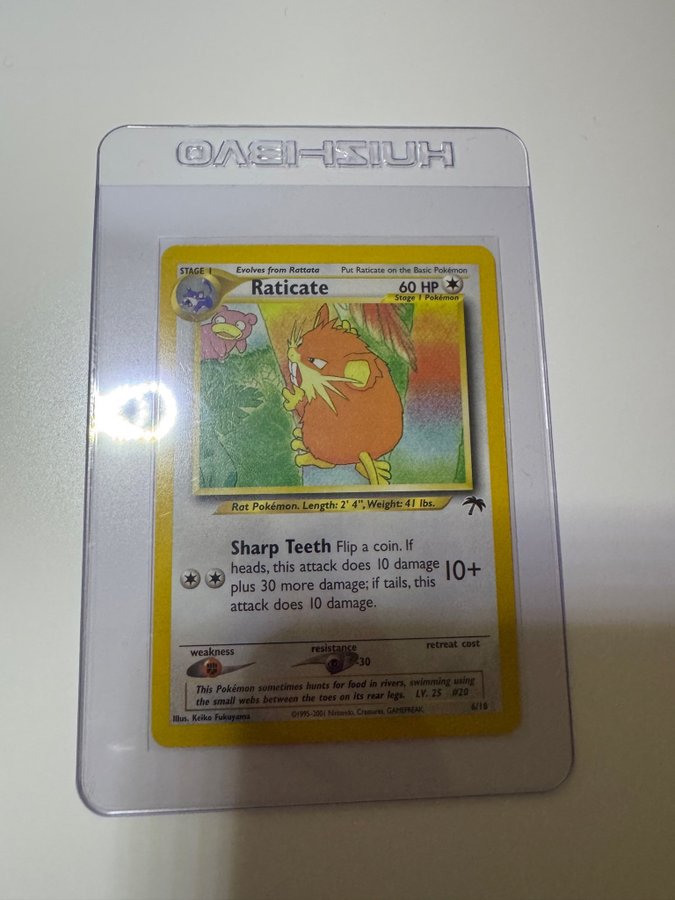 HUIZHIBAO
STAGE 1 Evolves from Rattata Put Raticate on the Basic Pokémon
Raticate 60 HP
Stage 1 Pokémon
Rat Pokémon. Length: 2' 4", Weight: 41 lbs.
Sharp Teeth Flip a coin. If
heads, this attack does 10 damage
plus 30 more damage; if tails, this
attack does 10 damage.
10+
weakness resistance retreat cost
-30
This Pokémon sometimes hunts for food in rivers, swimming using
the small webs between the toes on its rear legs. LV. 25 #20
Illus. Keiko Fukuyama ©1995-2001 Nintendo, Creatures, GAMEFREAK. 6/18